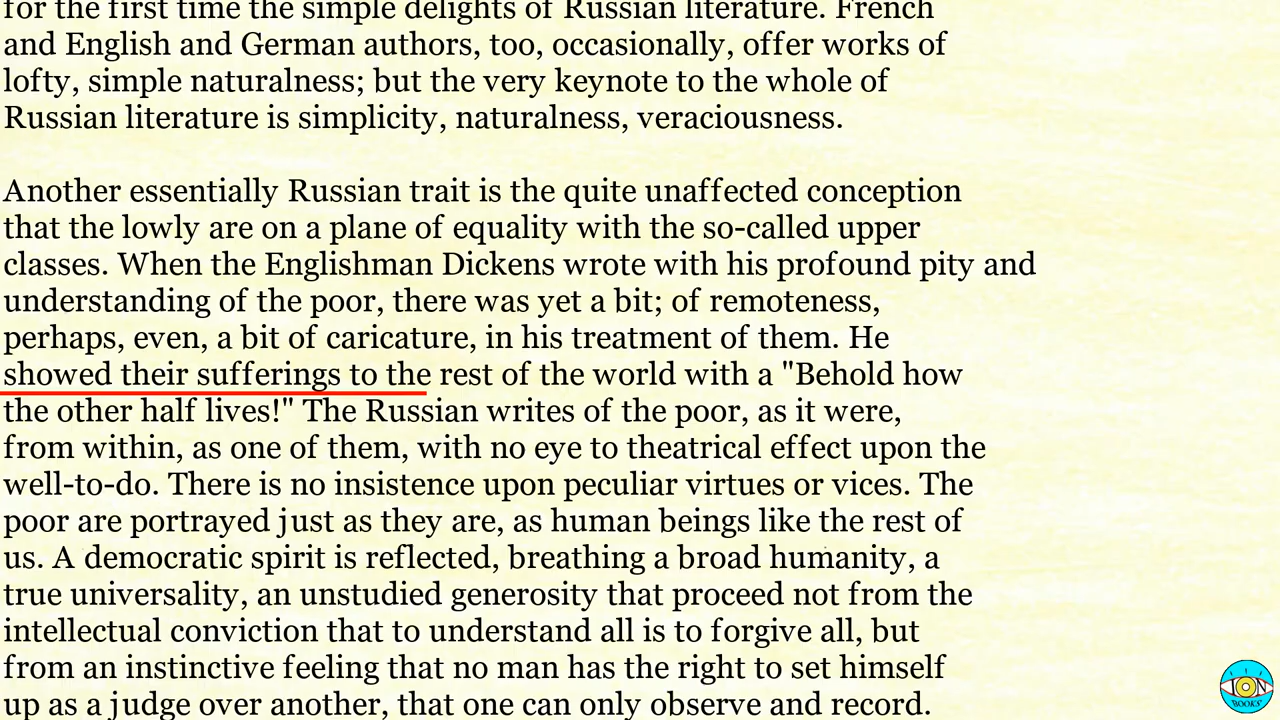 for the first time the simple delights of Russian literature. French
and English and German authors, too, occasionally, offer works of
lofty, simple naturalness; but the very keynote to the whole of
Russian literature is simplicity, naturalness, veraciousness.
Another essentially Russian trait is the quite unaffected conception
that the lowly are on a plane of equality with the so-called upper
classes. When the Englishman Dickens wrote with his profound pity and
understanding of the poor, there was yet a bit; of remoteness,
perhaps, even, a bit of caricature, in his treatment of them. He
showed their sufferings to the rest of the world with a "Behold how
the other half lives!" The Russian writes of the poor, as it were,
from within, as one of them, with no eye to theatrical effect upon the
well-to-do. There is no insistence upon peculiar virtues or vices. The
poor are portrayed just as they are, as human beings like the rest of
us. A democratic spirit is reflected, breathing a broad humanity, a
true universality, an unstudied generosity that proceed not from the
intellectual conviction that to understand all is to forgive all, but
from an instinctive feeling that no man has the right to set himself
up as a judge over another, that one can only observe and record.
ION
BOOKS